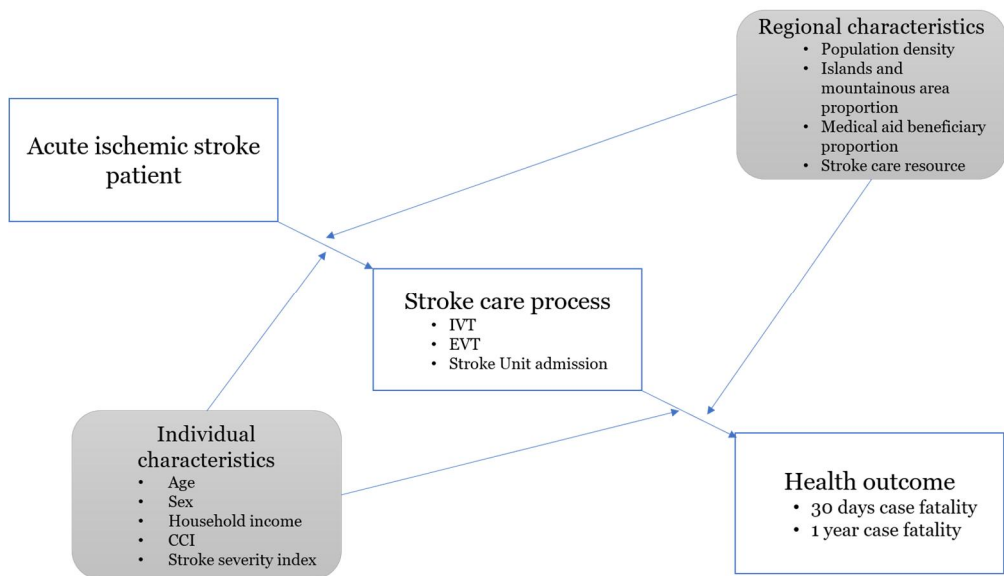 Regional characteristics
• Population density
• Islands and
mountainous area
proportion
• Medical aid beneficiary
proportion
• Stroke care resource
Acute ischemic stroke
patient
Stroke care process
• IVT
• EVT
• Stroke Unit admission
Individual
characteristics
• Age
• Sex
• Household income
• CCI
• Stroke severity index
Health outcome
• 30 days case fatality
• 1 year case fatality